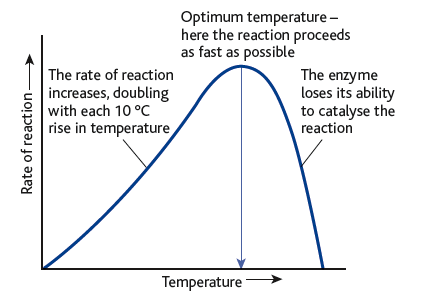 Optimum temperature –
here the reaction proceeds
as fast as possible
The rate of reaction
increases, doubling
with each 10 °C
rise in temperature
The enzyme
loses its ability
to catalyse the
reaction
Rate of reaction
Temperature